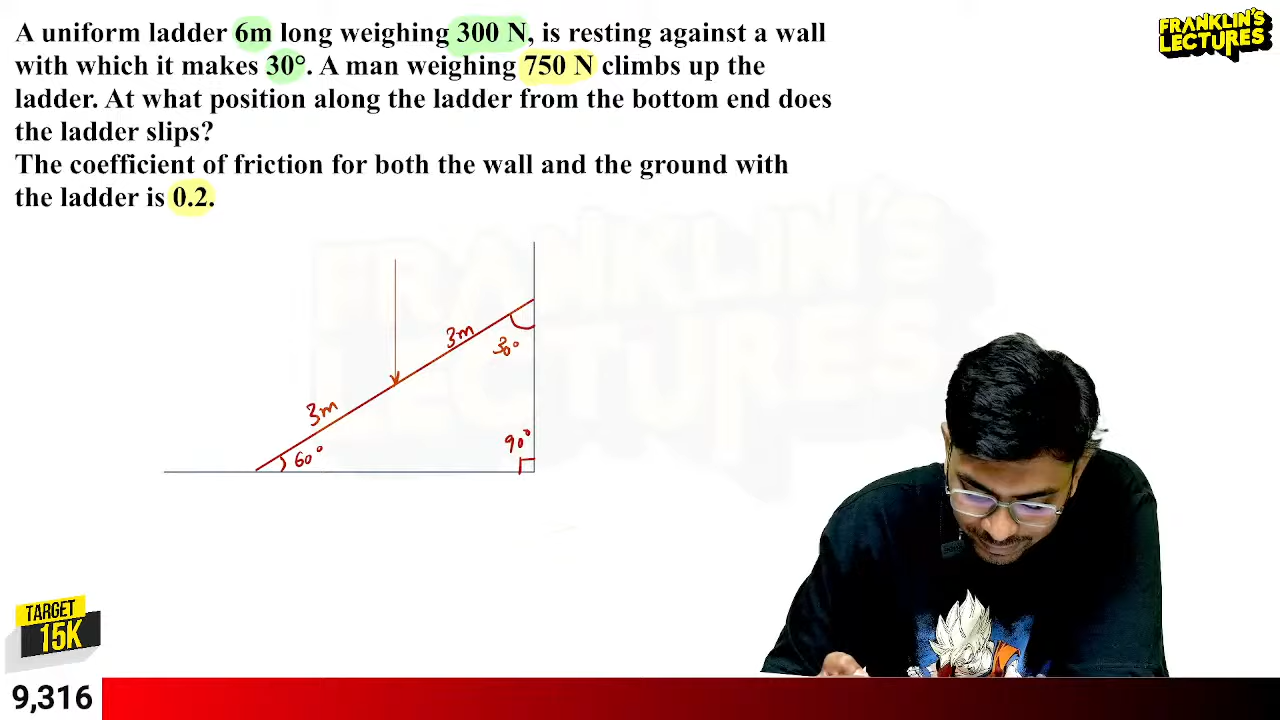 A uniform ladder 6m long weighing 300 N, is resting against a wall
with which it makes 30°. A man weighing 750 N climbs up the
ladder. At what position along the ladder from the bottom end does
the ladder slips?
The coefficient of friction for both the wall and the ground with
the ladder is 0.2.
FRANKLIN'S
LECTURES
FRANKLIN'S
LECTURES
3m
30°
3m
90°
60°
TARGET
15K
9,316